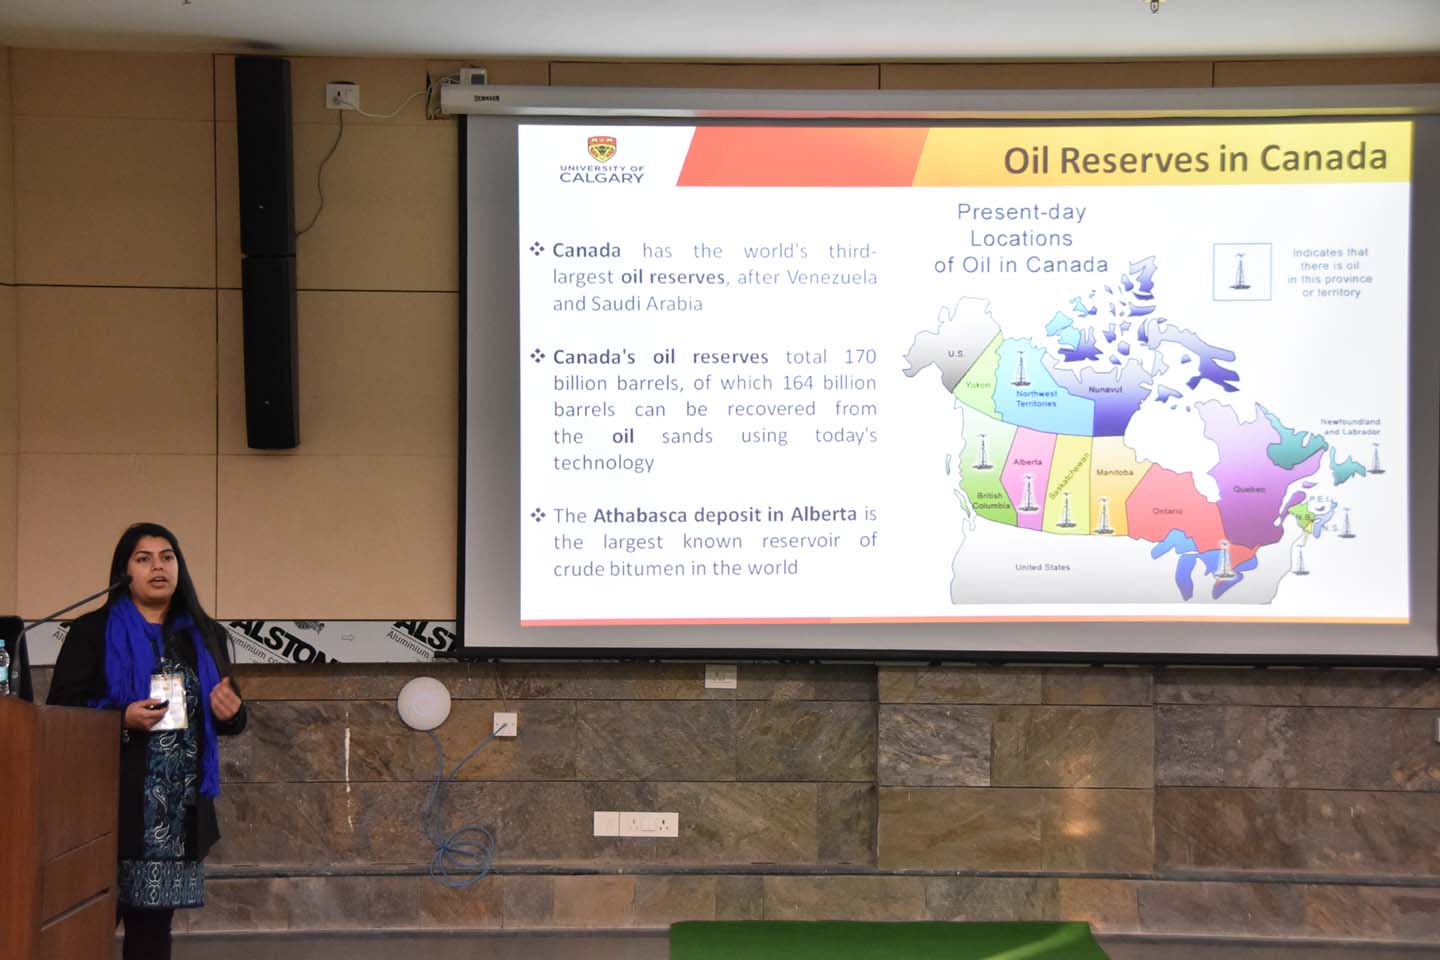 UNIVERSITY OF
CALGARY
Oil Reserves in Canada
❖ Canada has the world's third-
largest oil reserves, after Venezuela
and Saudi Arabia
❖ Canada's oil reserves total 170
billion barrels, of which 164 billion
barrels can be recovered from
the oil sands using today's
technology
❖ The Athabasca deposit in Alberta is
the largest known reservoir of
crude bitumen in the world
Present-day
Locations
of Oil in Canada
Indicates that
there is oil
in this province
or territory
U.S.
Yukon
Northwest
Territories
Nunavut
Newfoundland
and Labrador
British
Columbia
Alberta
Saskatchewan
Manitoba
Ontario
Quebec
P.E.I.
N.B.
N.S.
United States
ALSTON
Aluminium
ALST
Aluminium